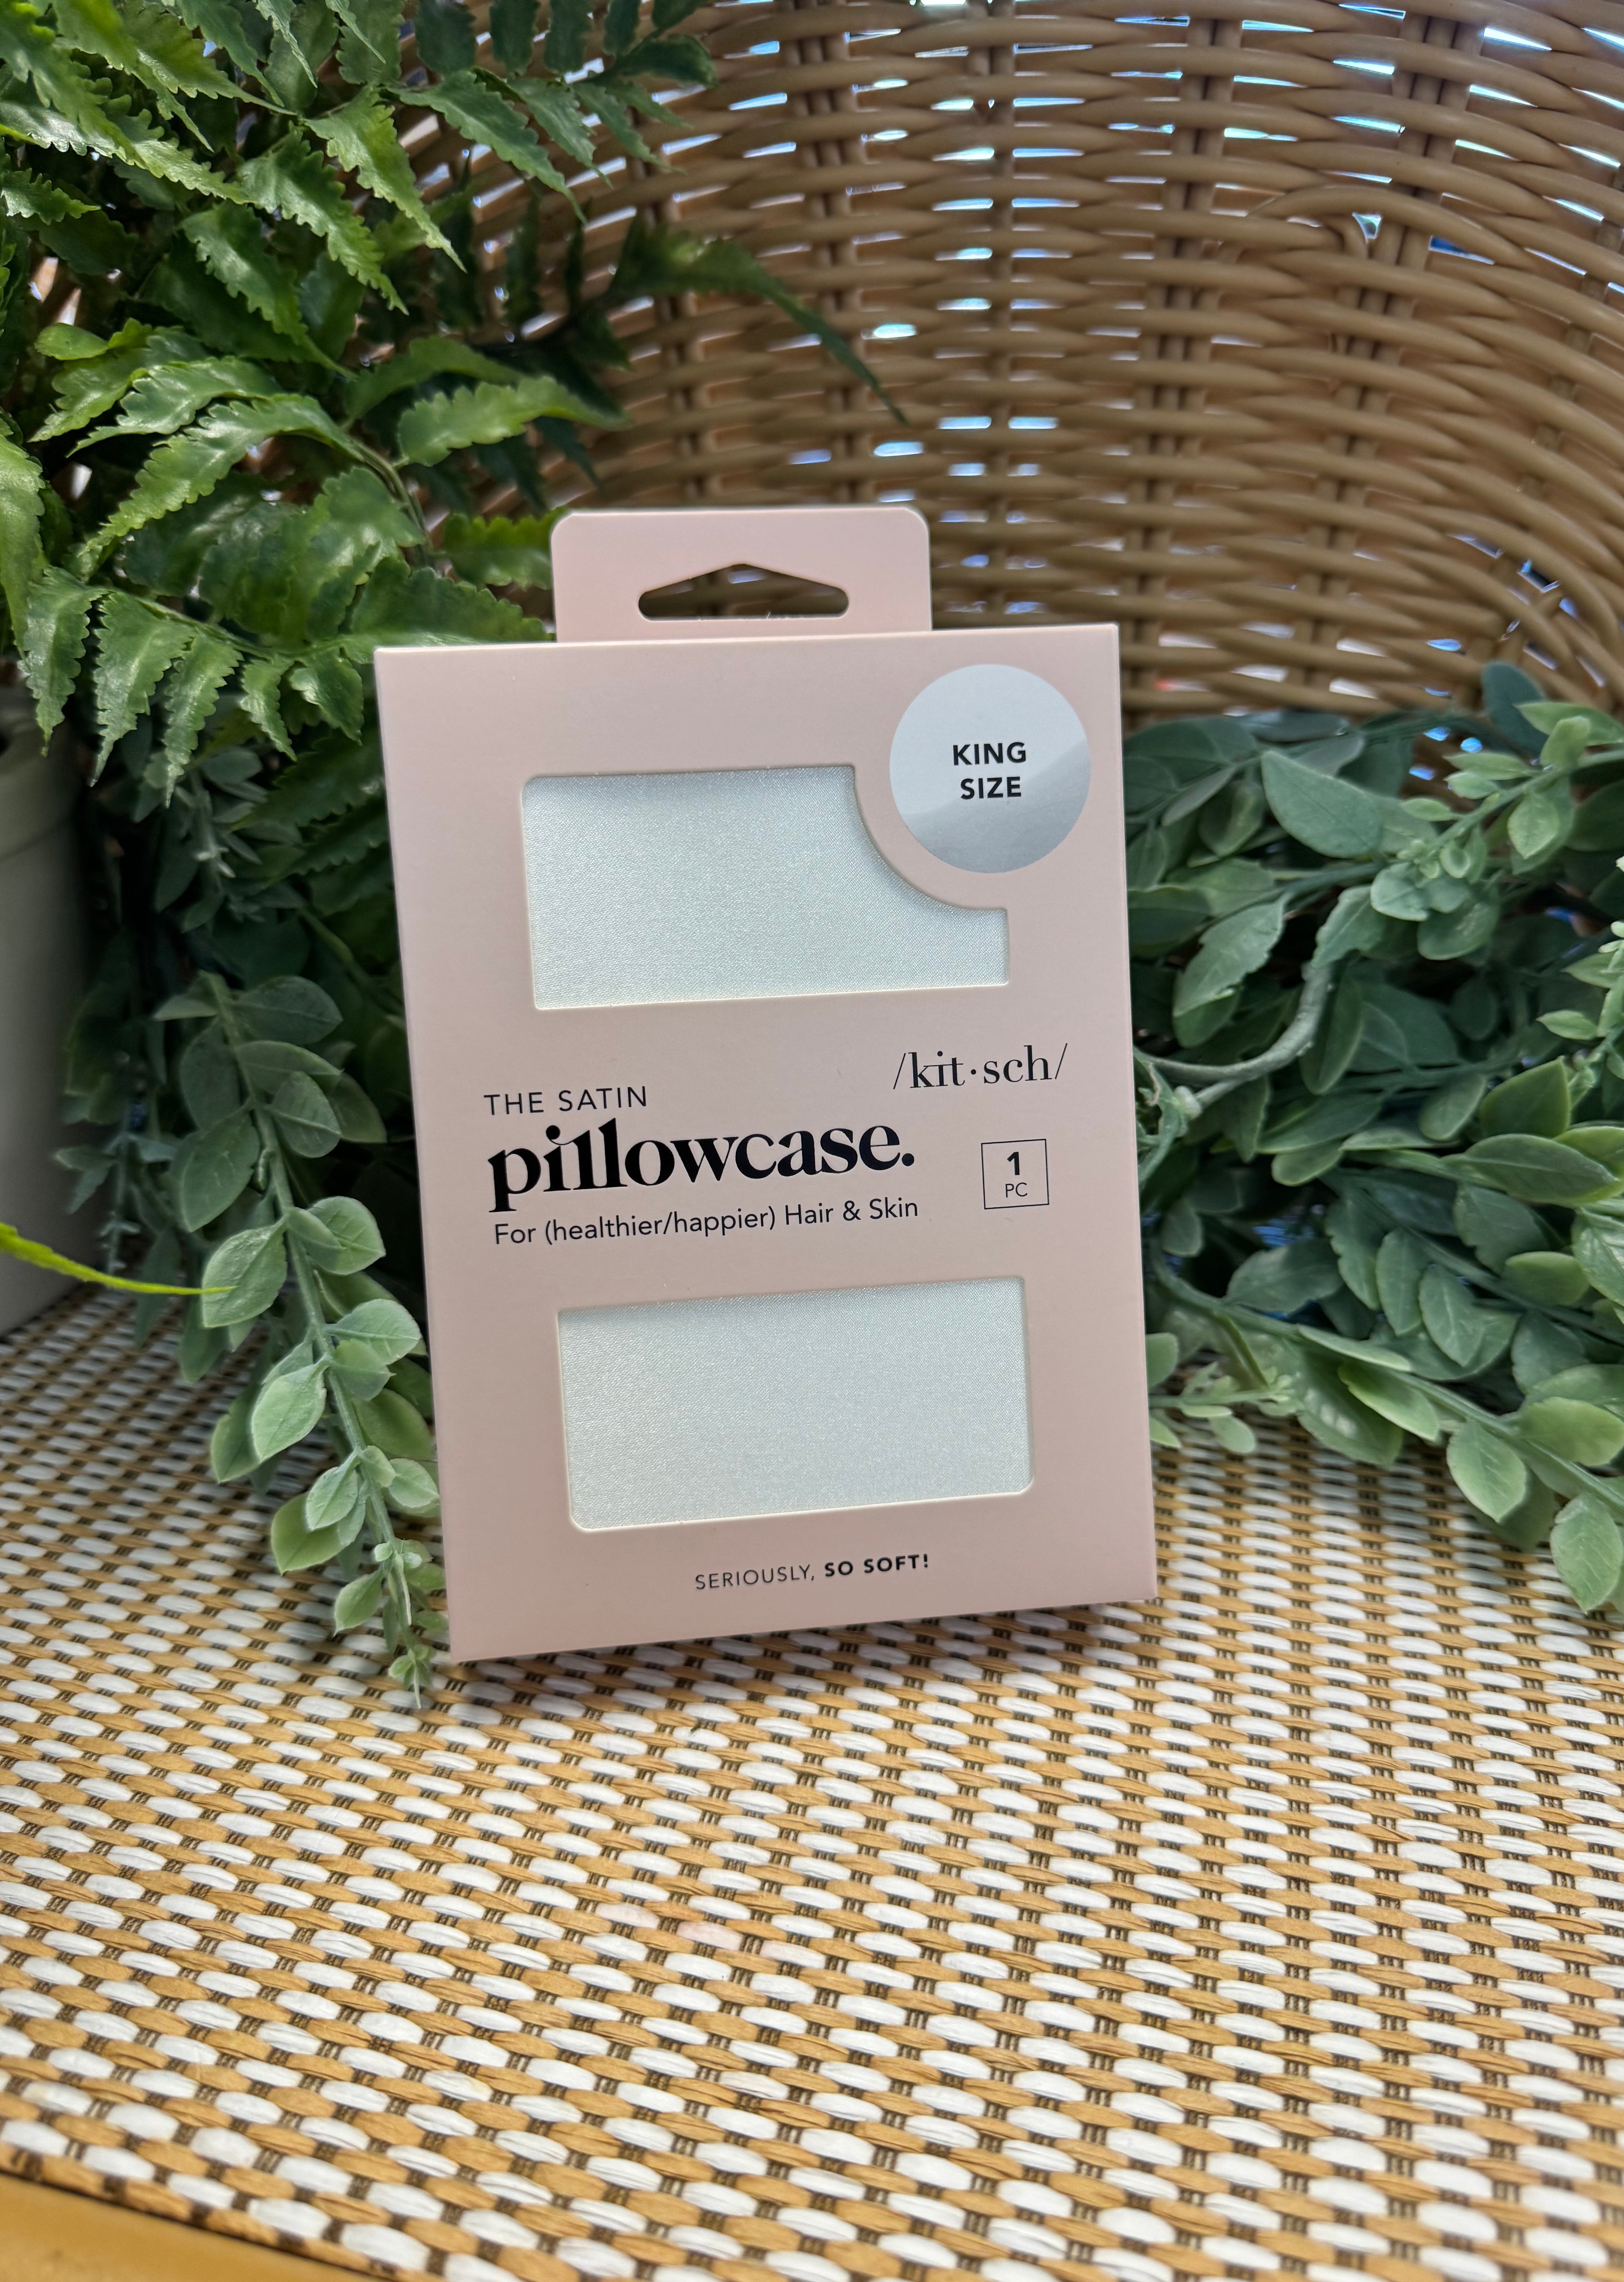 KING
SIZE
/kit·sch/
THE SATIN
pillowcase.
1
PC
For (healthier/happier) Hair & Skin
SERIOUSLY, SO SOFT!